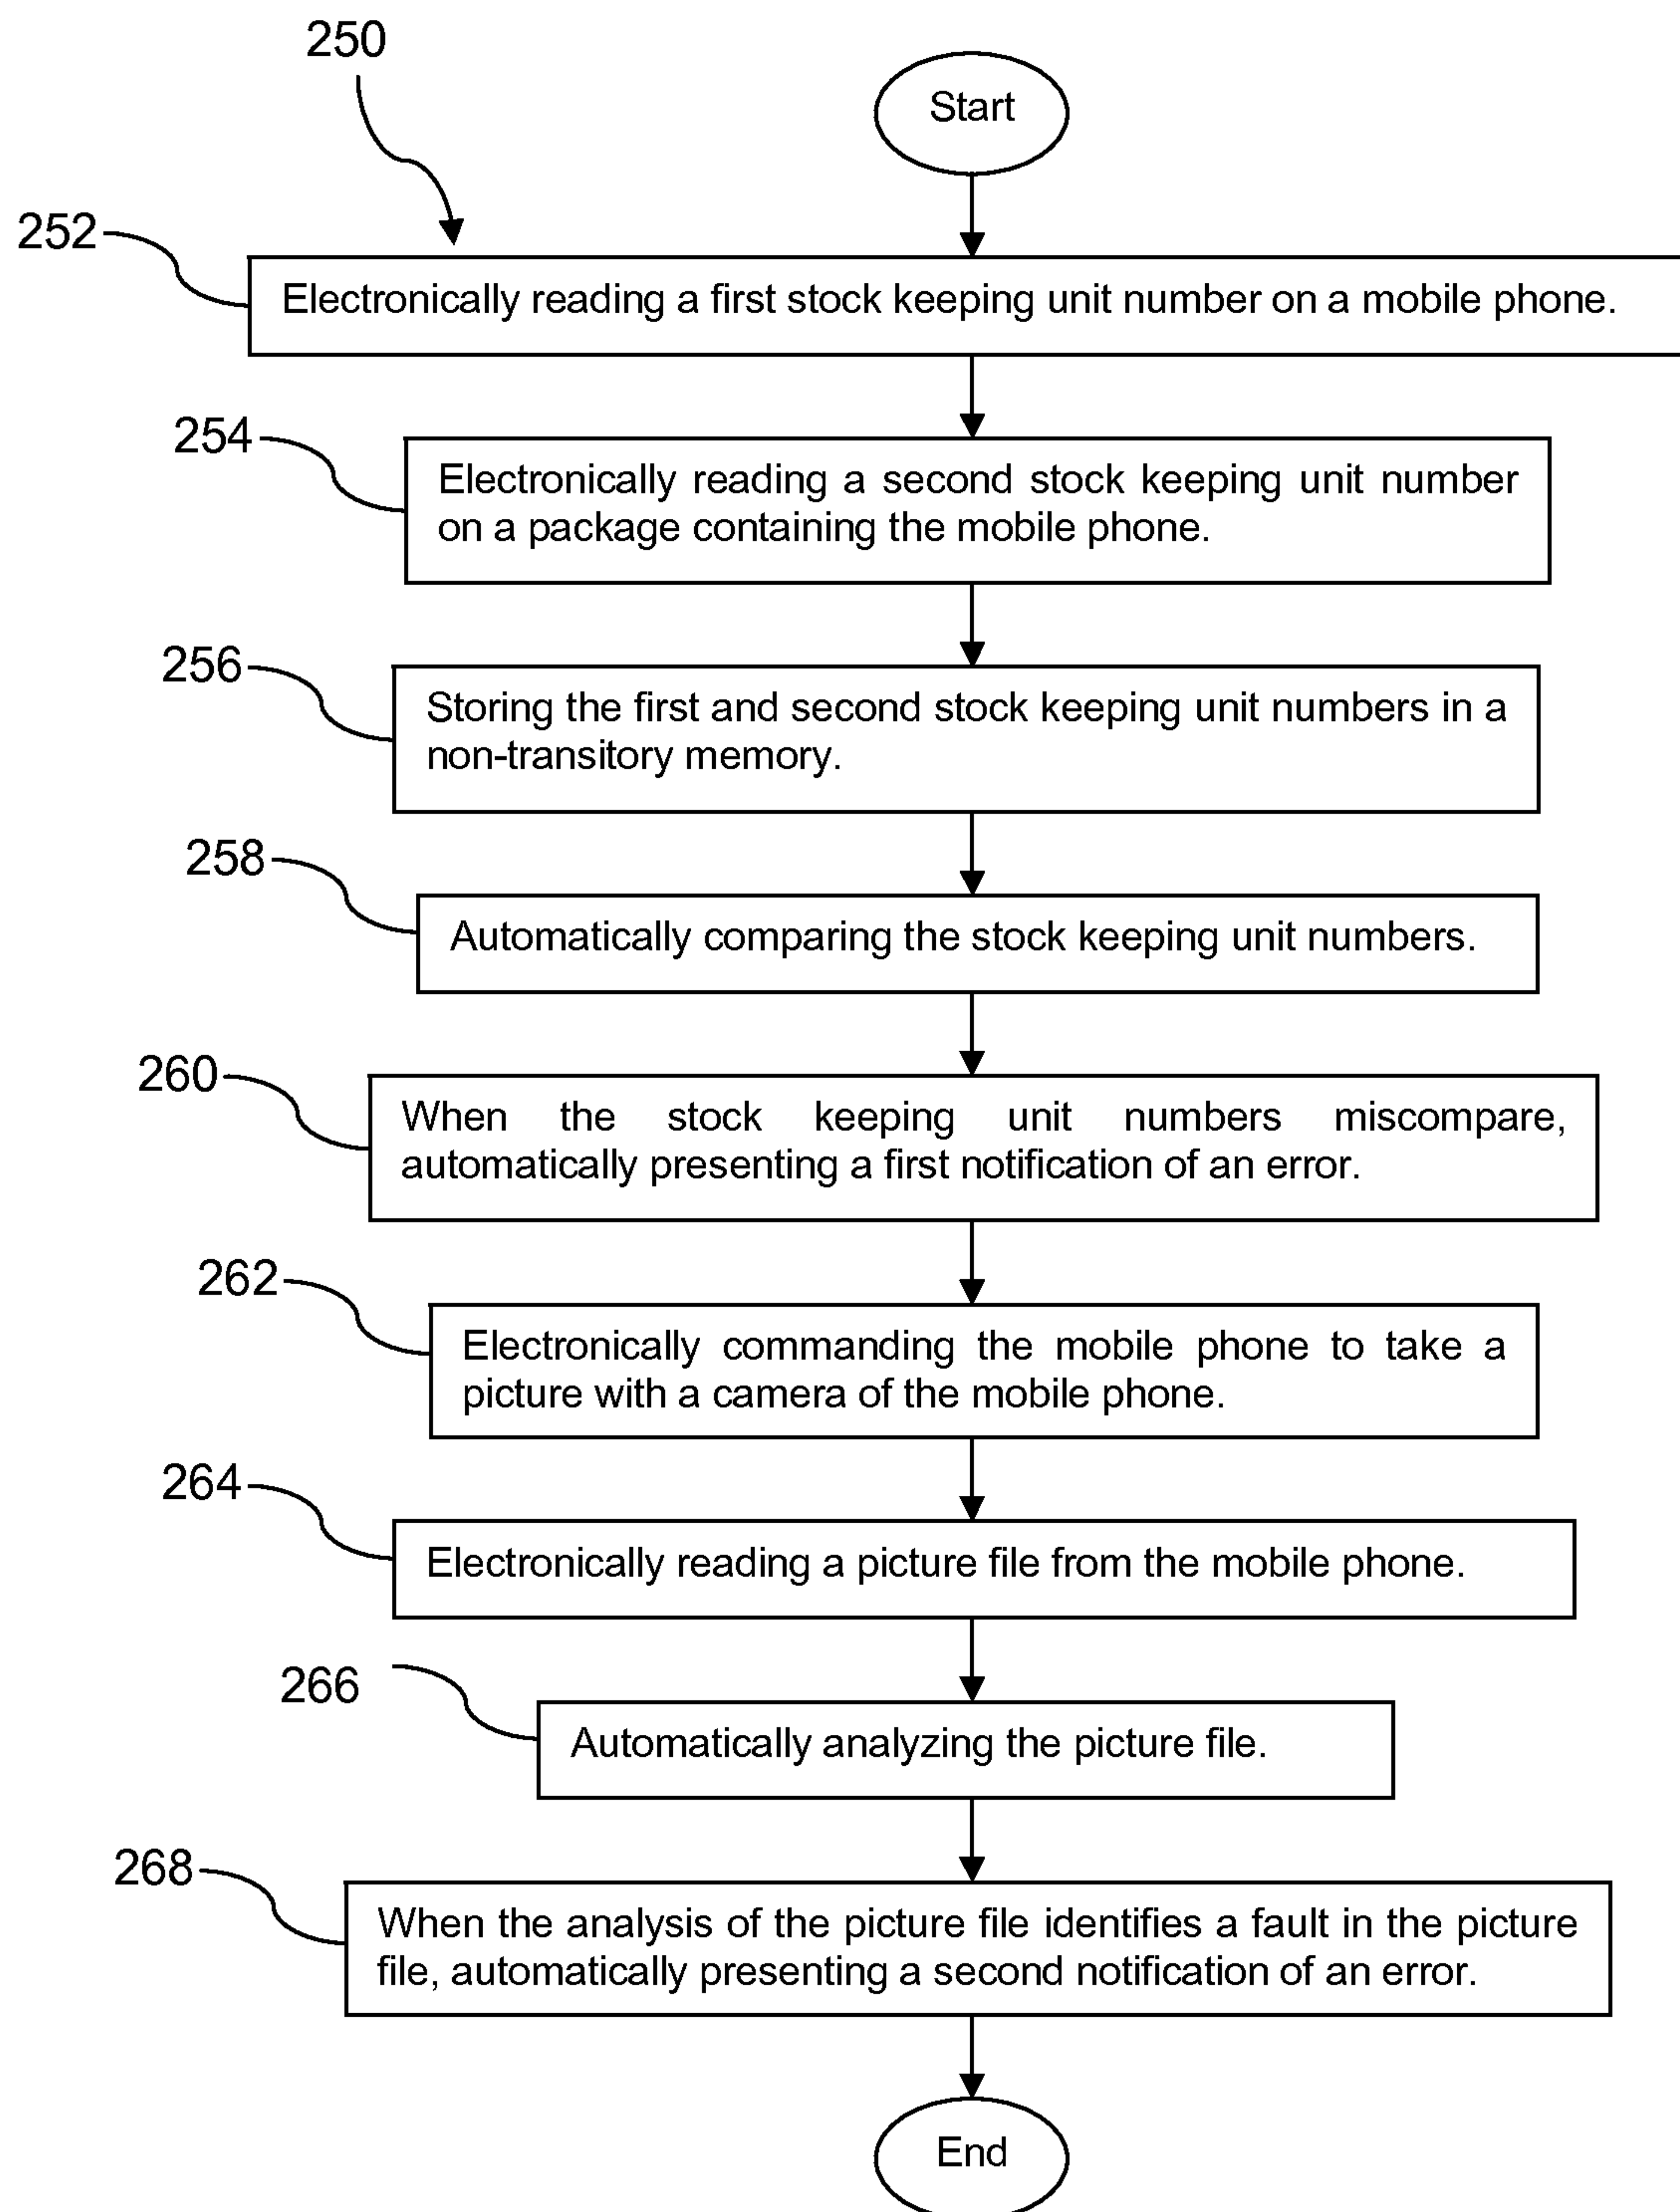 250
Start
252
Electronically reading a first stock keeping unit number on a mobile phone.
254
Electronically reading a second stock keeping unit number
on a package containing the mobile phone.
256
Storing the first and second stock keeping unit numbers in a
non-transitory memory.
258
Automatically comparing the stock keeping unit numbers.
260
When the stock keeping unit numbers miscompare,
automatically presenting a first notification of an error.
262
Electronically commanding the mobile phone to take a
picture with a camera of the mobile phone.
264
Electronically reading a picture file from the mobile phone.
266
Automatically analyzing the picture file.
268
When the analysis of the picture file identifies a fault in the picture
file, automatically presenting a second notification of an error.
End